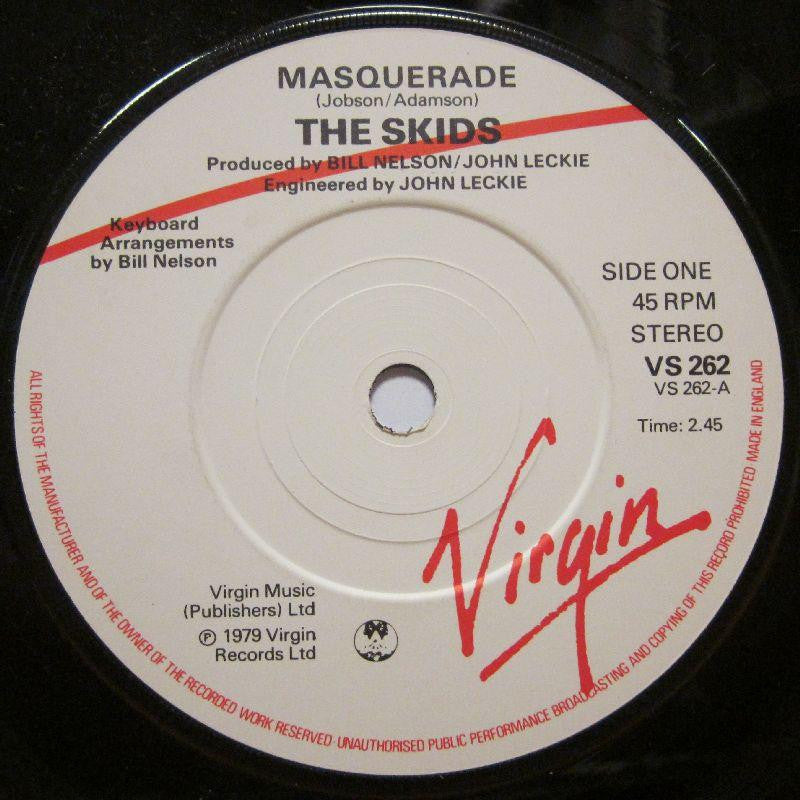 MASQUERADE
(Jobson/Adamson)
THE SKIDS
Produced by BILL NELSON/JOHN LECKIE
Engineered by JOHN LECKIE
Keyboard
Arrangements
by Bill Nelson
SIDE ONE
45 RPM
STEREO
VS 262
VS 262-A
Time: 2.45
Virgin
Virgin Music
(Publishers) Ltd
℗ 1979 Virgin
Records Ltd
ALL RIGHTS OF THE MANUFACTURER AND OF THE OWNER OF THE RECORDED WORK RESERVED · UNAUTHORISED PUBLIC PERFORMANCE BROADCASTING AND COPYING OF THIS RECORD PROHIBITED MADE IN ENGLAND